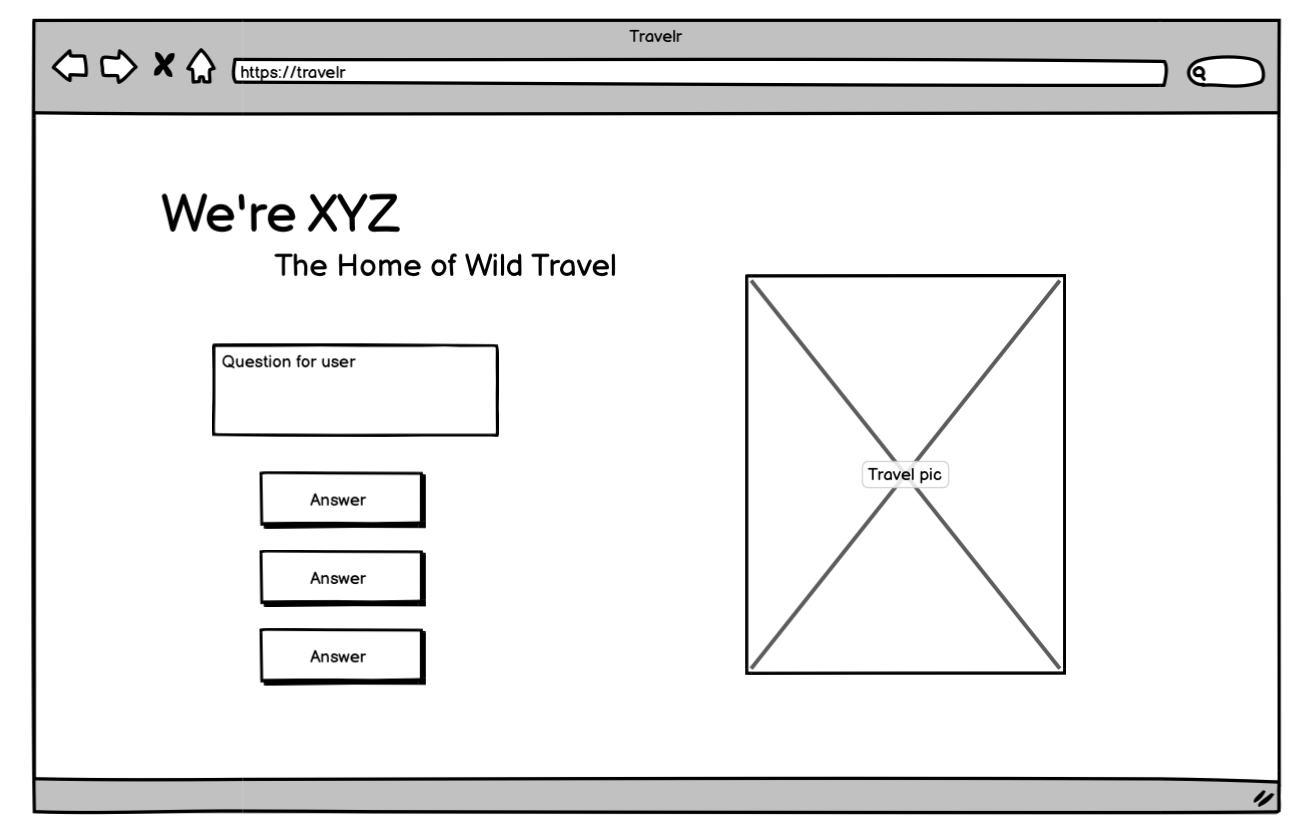 Travelr
https://travelr
We're XYZ
The Home of Wild Travel
Question for user
Answer
Answer
Answer
Travel pic